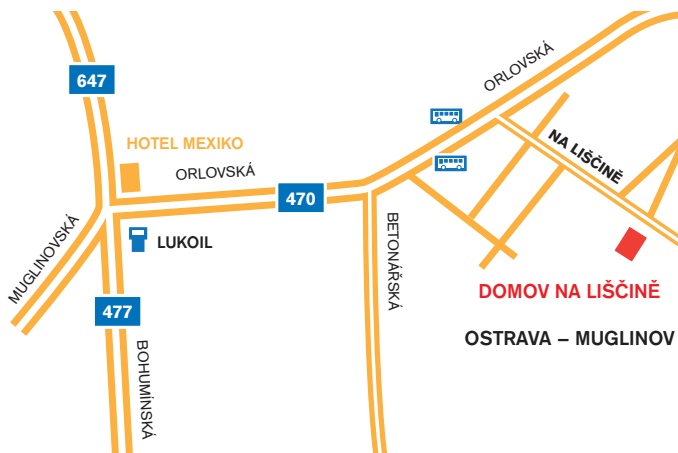 647
ORLOVSKÁ
HOTEL MEXIKO
NA LIŠČINĚ
ORLOVSKÁ
470
MUGLINOVSKÁ
LUKOIL
BETONÁŘSKÁ
DOMOV NA LIŠČINĚ
477
OSTRAVA – MUGLINOV
BOHUMÍNSKÁ